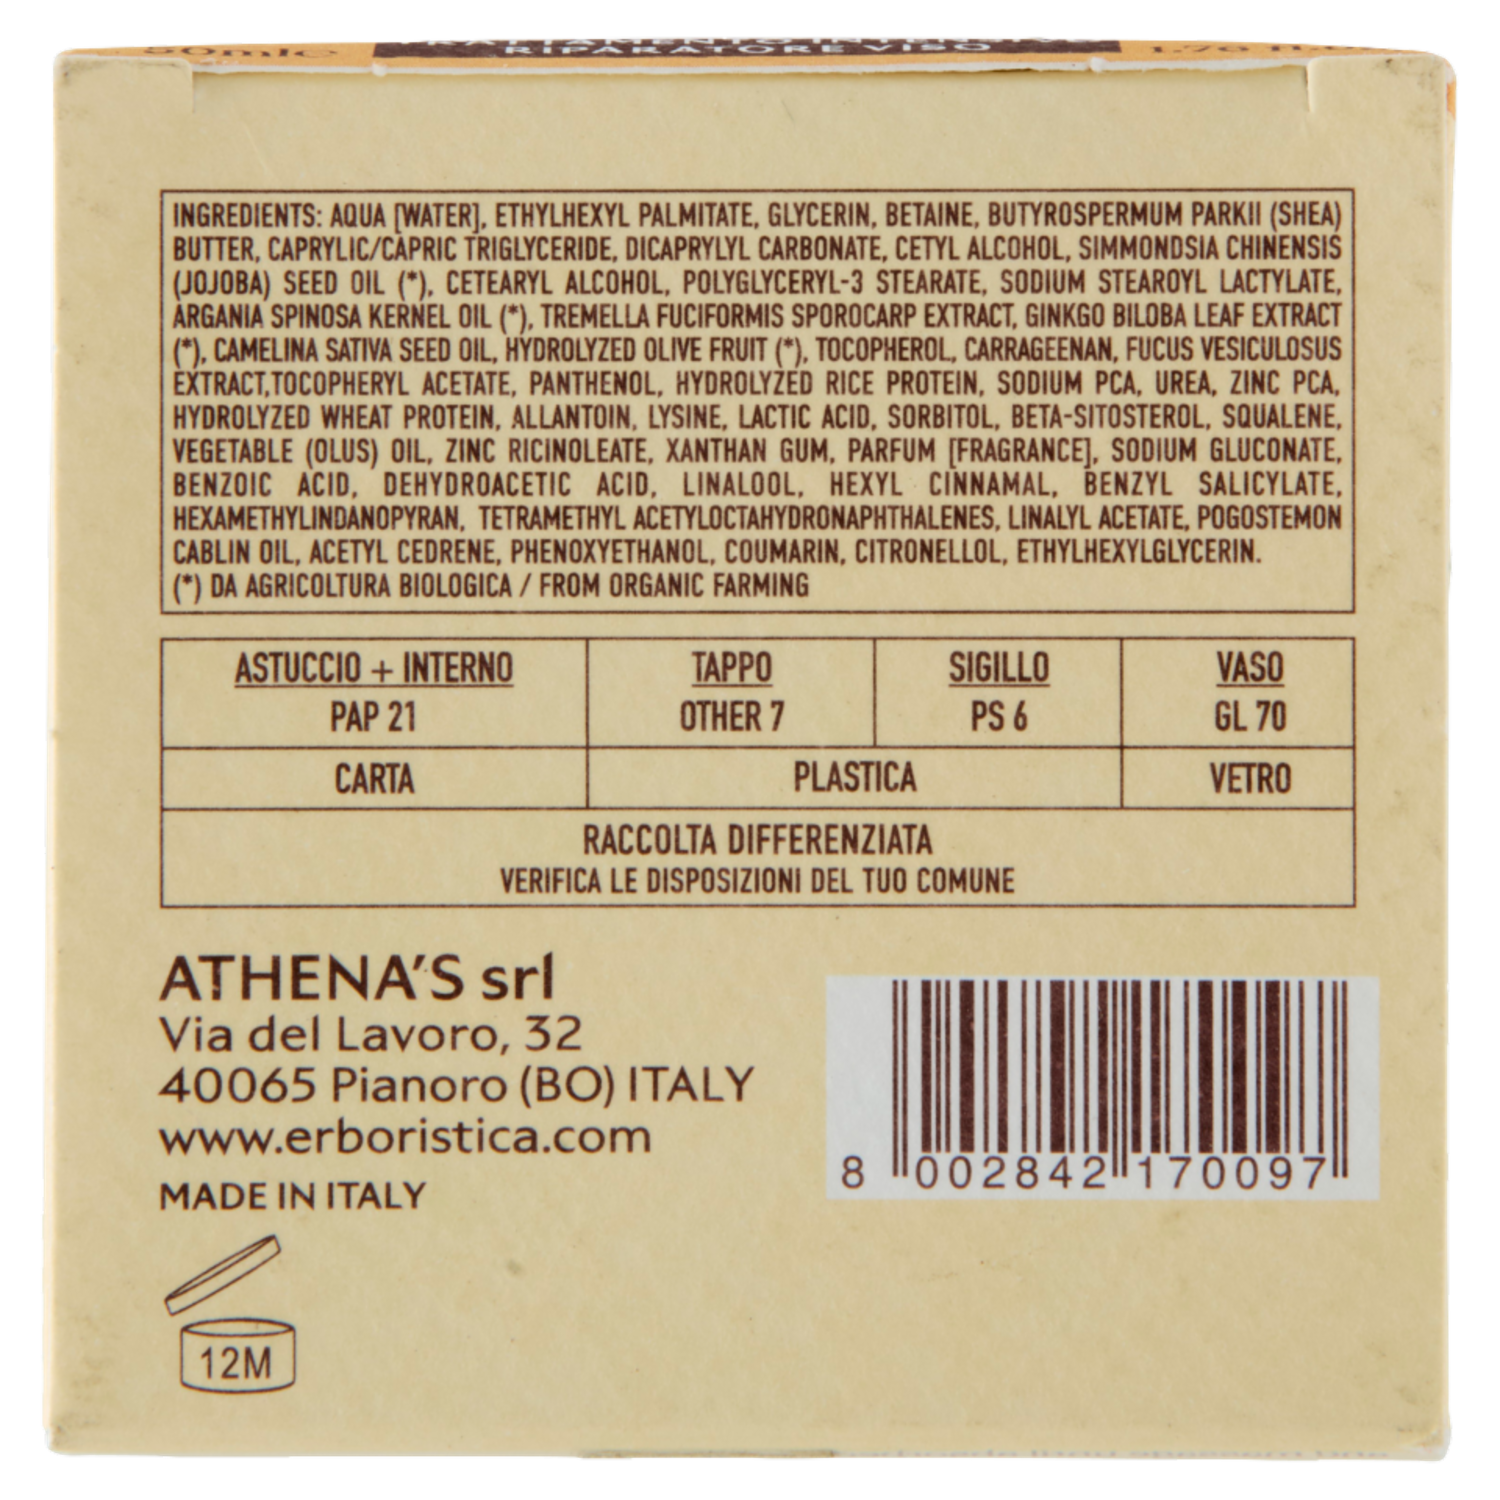 50ml℮
RIPARATORE VISO
INGREDIENTS: AQUA [WATER], ETHYLHEXYL PALMITATE, GLYCERIN, BETAINE, BUTYROSPERMUM PARKII (SHEA)
BUTTER, CAPRYLIC/CAPRIC TRIGLYCERIDE, DICAPRYLYL CARBONATE, CETYL ALCOHOL, SIMMONDSIA CHINENSIS
(JOJOBA) SEED OIL (*), CETEARYL ALCOHOL, POLYGLYCERYL-3 STEARATE, SODIUM STEAROYL LACTYLATE,
ARGANIA SPINOSA KERNEL OIL (*), TREMELLA FUCIFORMIS SPOROCARP EXTRACT, GINKGO BILOBA LEAF EXTRACT
(*), CAMELINA SATIVA SEED OIL, HYDROLYZED OLIVE FRUIT (*), TOCOPHEROL, CARRAGEENAN, FUCUS VESICULOSUS
EXTRACT,TOCOPHERYL ACETATE, PANTHENOL, HYDROLYZED RICE PROTEIN, SODIUM PCA, UREA, ZINC PCA,
HYDROLYZED WHEAT PROTEIN, ALLANTOIN, LYSINE, LACTIC ACID, SORBITOL, BETA-SITOSTEROL, SQUALENE,
VEGETABLE (OLUS) OIL, ZINC RICINOLEATE, XANTHAN GUM, PARFUM [FRAGRANCE], SODIUM GLUCONATE,
BENZOIC ACID, DEHYDROACETIC ACID, LINALOOL, HEXYL CINNAMAL, BENZYL SALICYLATE,
HEXAMETHYLINDANOPYRAN, TETRAMETHYL ACETYLOCTAHYDRONAPHTHALENES, LINALYL ACETATE, POGOSTEMON
CABLIN OIL, ACETYL CEDRENE, PHENOXYETHANOL, COUMARIN, CITRONELLOL, ETHYLHEXYLGLYCERIN.
(*) DA AGRICOLTURA BIOLOGICA / FROM ORGANIC FARMING
ASTUCCIO + INTERNO TAPPO SIGILLO VASO
PAP 21 OTHER 7 PS 6 GL 70
CARTA PLASTICA VETRO
RACCOLTA DIFFERENZIATA
VERIFICA LE DISPOSIZIONI DEL TUO COMUNE
ATHENA'S srl
Via del Lavoro, 32
40065 Pianoro (BO) ITALY
www.erboristica.com
MADE IN ITALY
8 002842 170097
12M